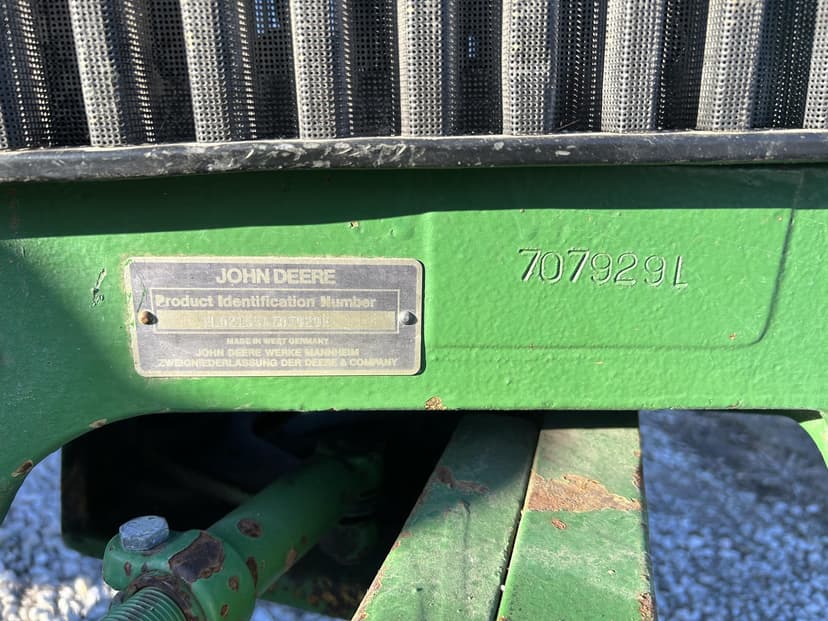 JOHN DEERE
Product Identification Number
MADE IN WEST GERMANY
JOHN DEERE WERKE MANNHEIM
ZWEIGNIEDERLASSUNG DER DEERE & COMPANY
707929L